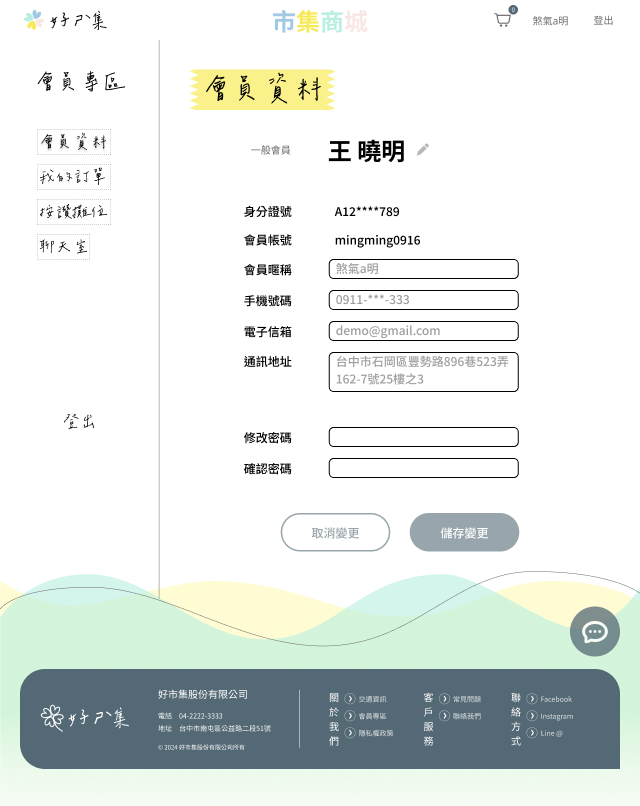 好ㄕ集
市集商城
0
煞氣a明
登出
會員專區
會員資料
我的訂單
按讚攤位
聊天室
登出
會員資料
一般會員
王 曉明
身分證號 A12****789
會員帳號 mingming0916
會員暱稱 煞氣a明
手機號碼 0911-***-333
電子信箱 demo@gmail.com
通訊地址 台中市石岡區豐勢路896巷523弄
162-7號25樓之3
修改密碼
確認密碼
取消變更
儲存變更
好ㄕ集
好市集股份有限公司
電話 04-2222-3333
地址 台中市南屯區公益路二段51號
© 2024 好市集股份有限公司所有
關於我們
交通資訊
會員專區
隱私權政策
客戶服務
常見問題
聯絡我們
聯絡方式
Facebook
Instagram
Line @